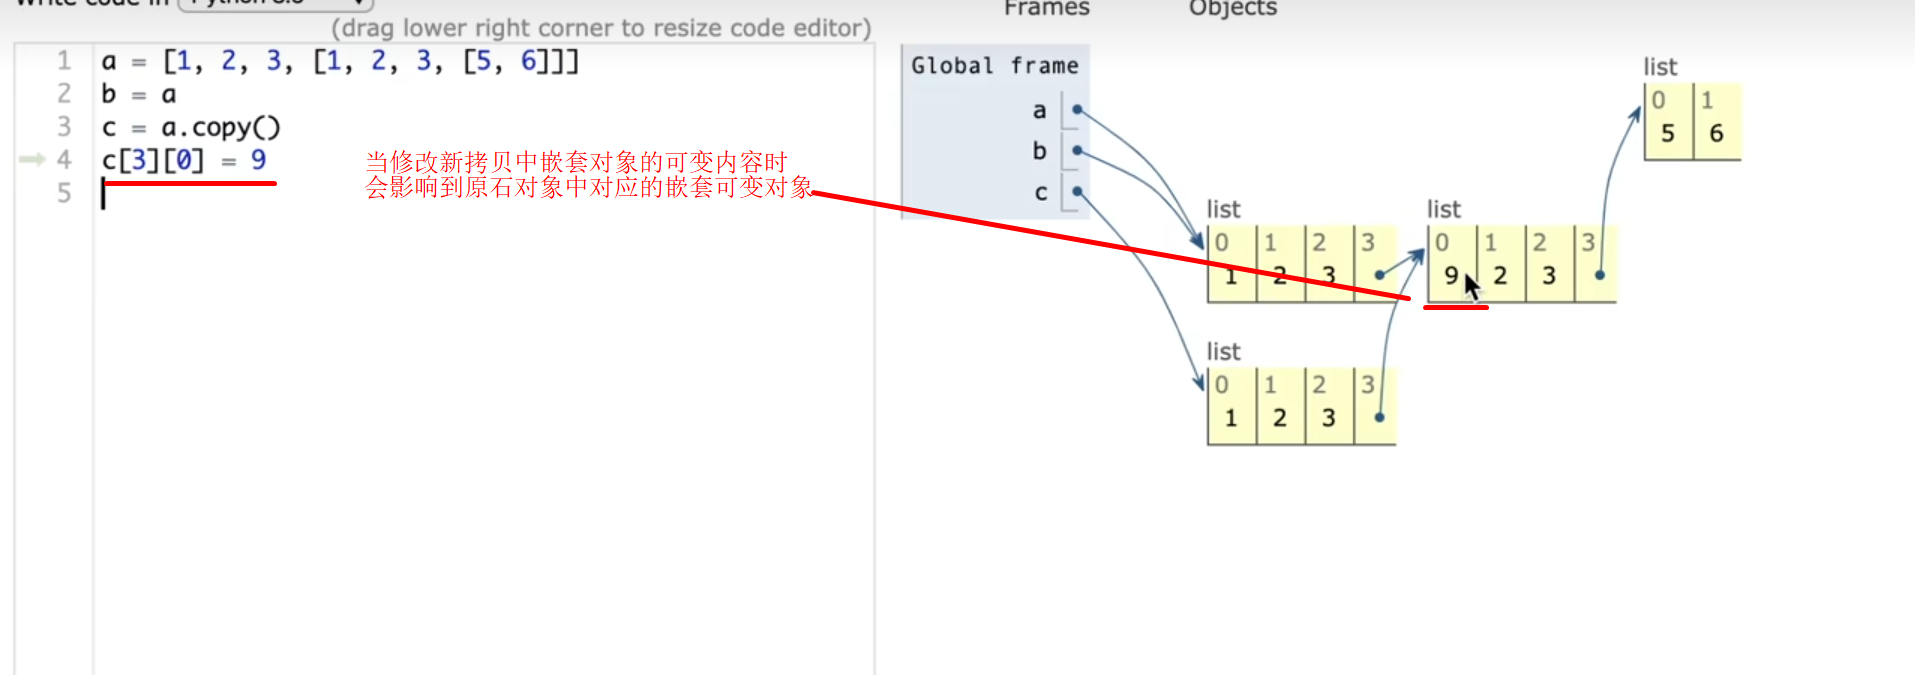 Write code in Python 3.6
(drag lower right corner to resize code editor)
1 a = [1, 2, 3, [1, 2, 3, [5, 6]]]
2 b = a
3 c = a.copy()
4 c[3][0] = 9
5
当修改新拷贝中嵌套对象的可变内容时
会影响到原石对象中对应的嵌套可变对象
Frames
Objects
Global frame
a
b
c
list
0 1
5 6
list
0 1 2 3
1 2 3
list
0 1 2 3
9 2 3
list
0 1 2 3
1 2 3